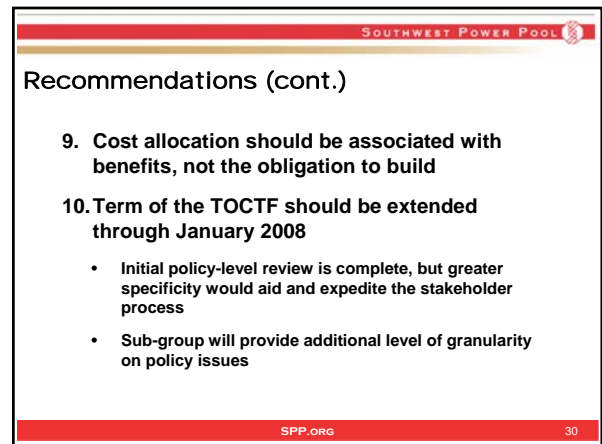 SOUTHWEST POWER POOL
Recommendations (cont.)
9. Cost allocation should be associated with
benefits, not the obligation to build
10. Term of the TOCTF should be extended
through January 2008
• Initial policy-level review is complete, but greater
specificity would aid and expedite the stakeholder
process
• Sub-group will provide additional level of granularity
on policy issues
SPP.ORG 30